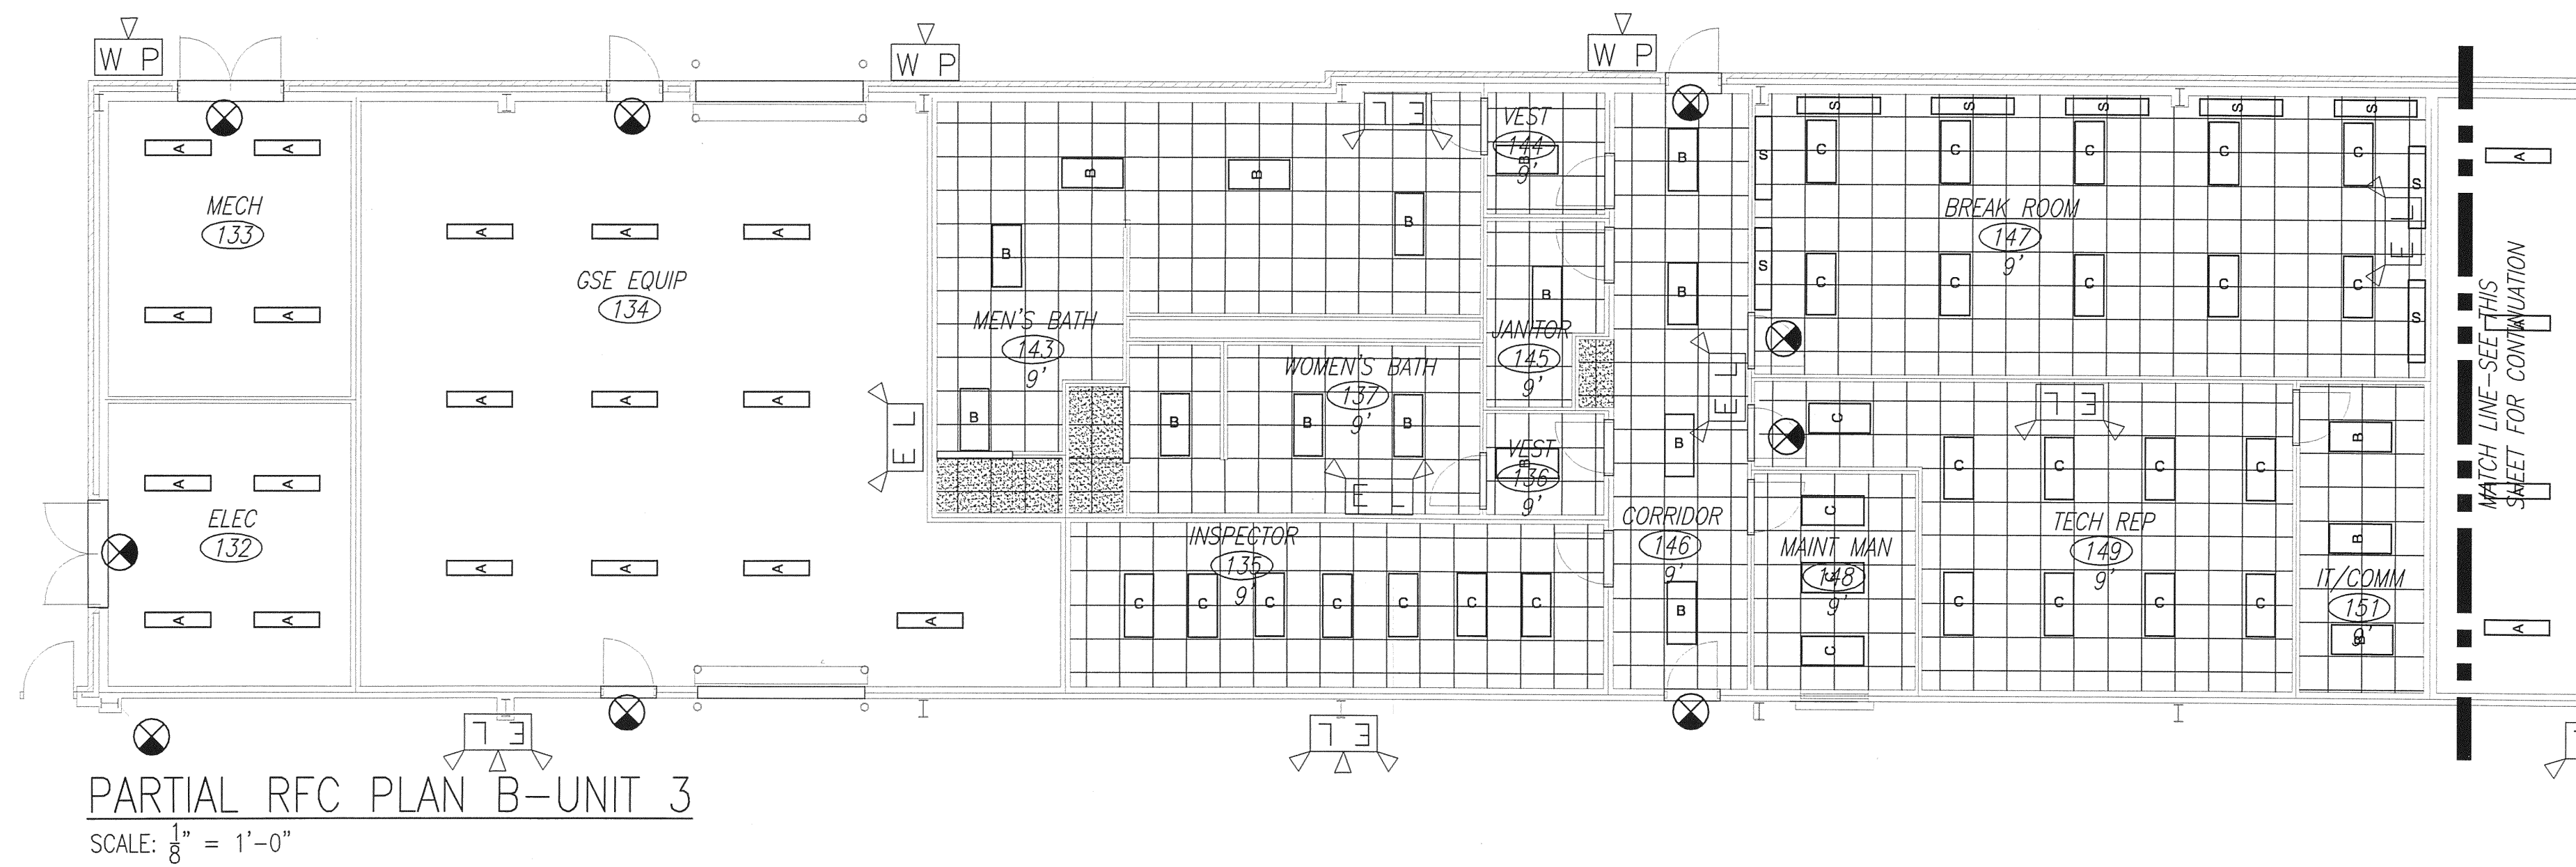 W P
W P
W P
A
A
MECH
133
A
A
A
A
A
GSE EQUIP
134
A
A
A
E L
A
A
ELEC
132
A
A
A
A
A
A
B
B
B
B
MEN'S BATH
143
9'
B
E L
VEST
144
B
9'
B
JANITOR
145
9'
WOMEN'S BATH
137
9'
B
B
B
E L
VEST
136
B
9'
INSPECTOR
135
9'
C
C
C
C
C
C
C
B
B
E L
B
CORRIDOR
146
9'
B
S
S
S
S
S
S
S
S
S
C
C
C
C
C
BREAK ROOM
147
9'
E L
C
C
C
C
C
C
E L
C
C
C
C
TECH REP
149
9'
C
C
C
C
C
MAINT MAN
148
C
9'
C
B
B
IT/COMM
151
9'
B
MATCH LINE-SEE THIS
SHEET FOR CONTINUATION
A
A
A
A
E L
E L
PARTIAL RFC PLAN B-UNIT 3
SCALE: 1/8" = 1'-0"